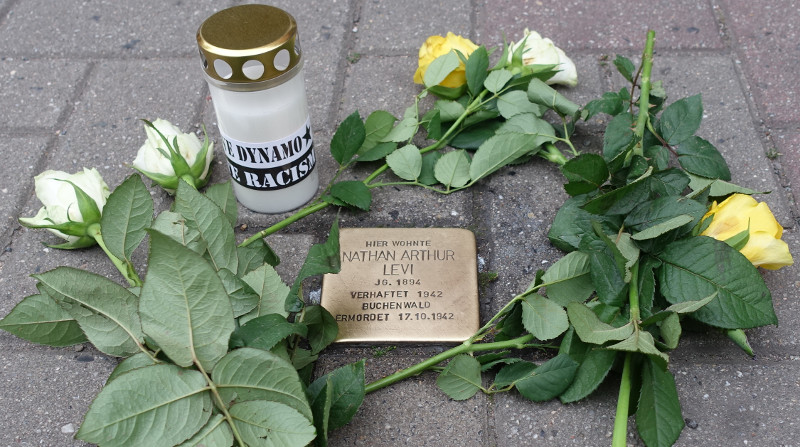 E DYNAMO
E RACISM
HIER WOHNTE
NATHAN ARTHUR
LEVI
JG. 1894
VERHAFTET 1942
BUCHENWALD
ERMORDET 17.10.1942